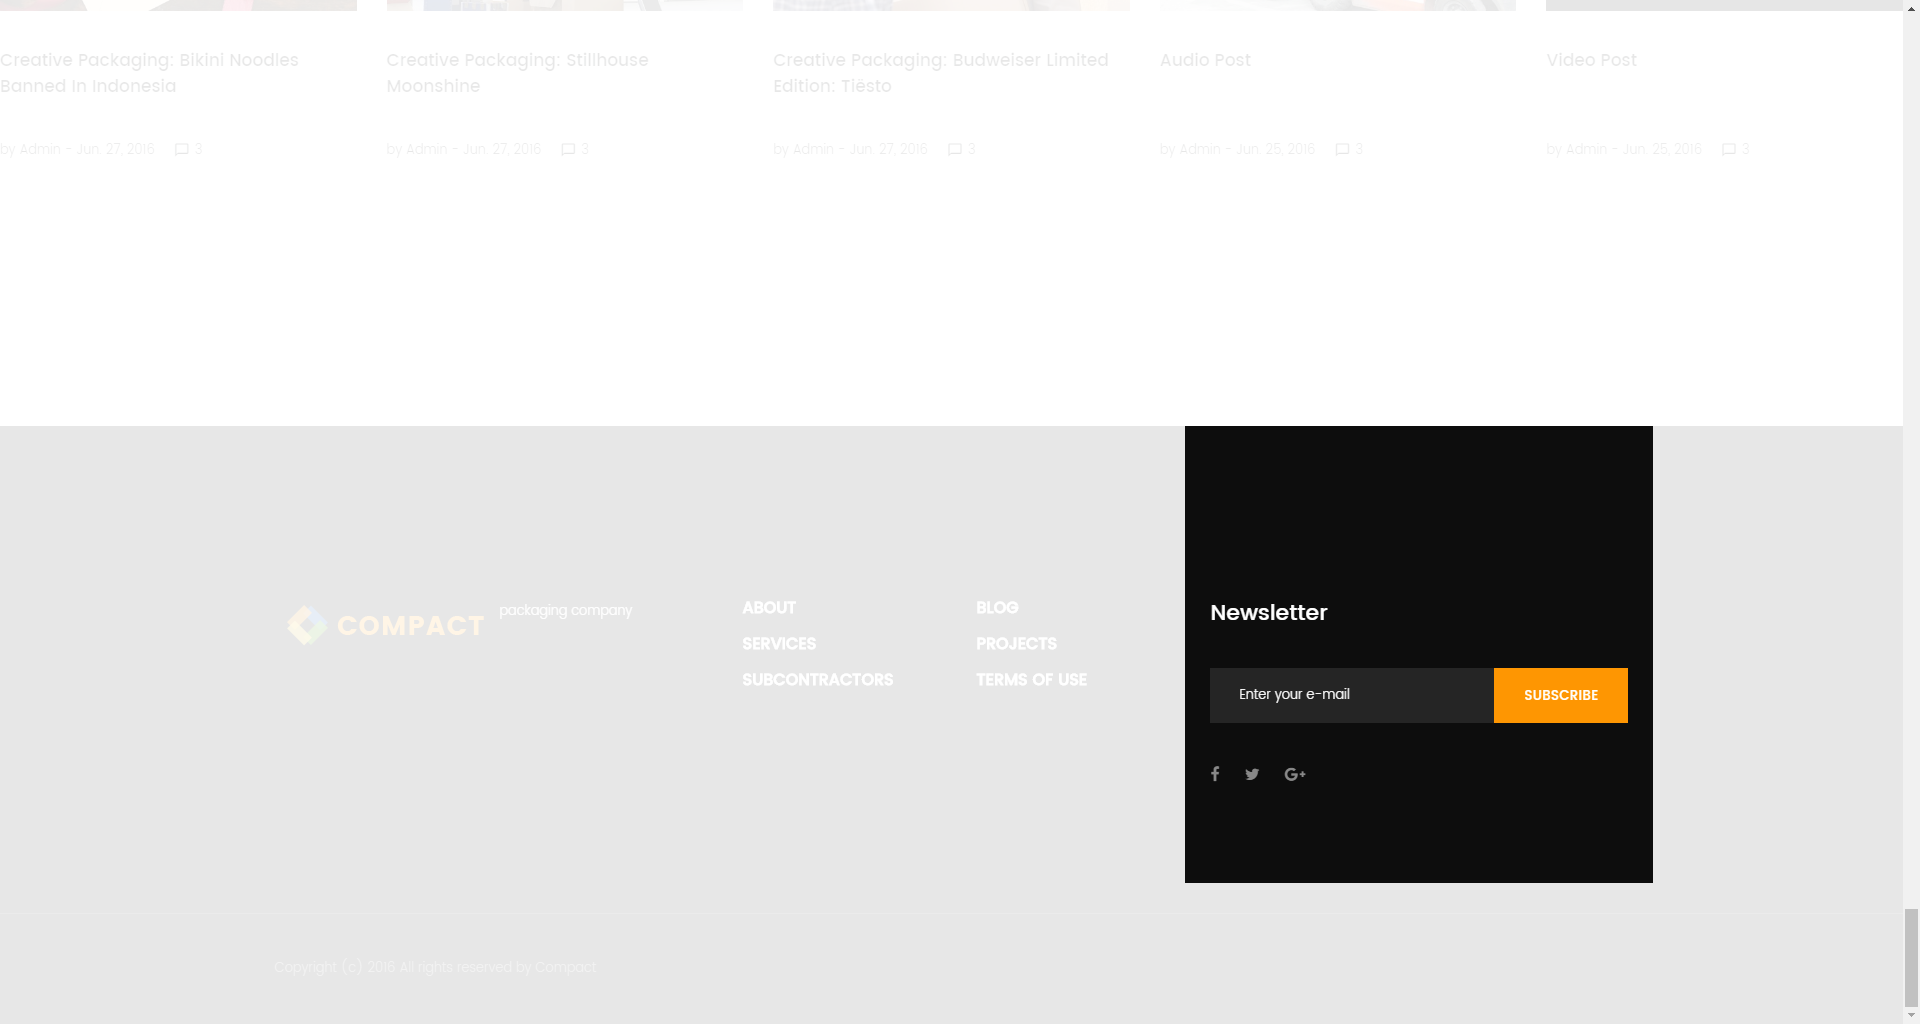 Creative Packaging: Bikini Noodles
Banned In Indonesia
by Admin - Jun. 27, 2016 3
Creative Packaging: Stillhouse
Moonshine
by Admin - Jun. 27, 2016 3
Creative Packaging: Budweiser Limited
Edition: Tiësto
by Admin - Jun. 27, 2016 3
Audio Post
by Admin - Jun. 25, 2016 3
Video Post
by Admin - Jun. 25, 2016 3
COMPACT
packaging company
ABOUT
SERVICES
SUBCONTRACTORS
BLOG
PROJECTS
TERMS OF USE
Newsletter
Enter your e-mail
SUBSCRIBE
Copyright (c) 2016 All rights reserved by Compact